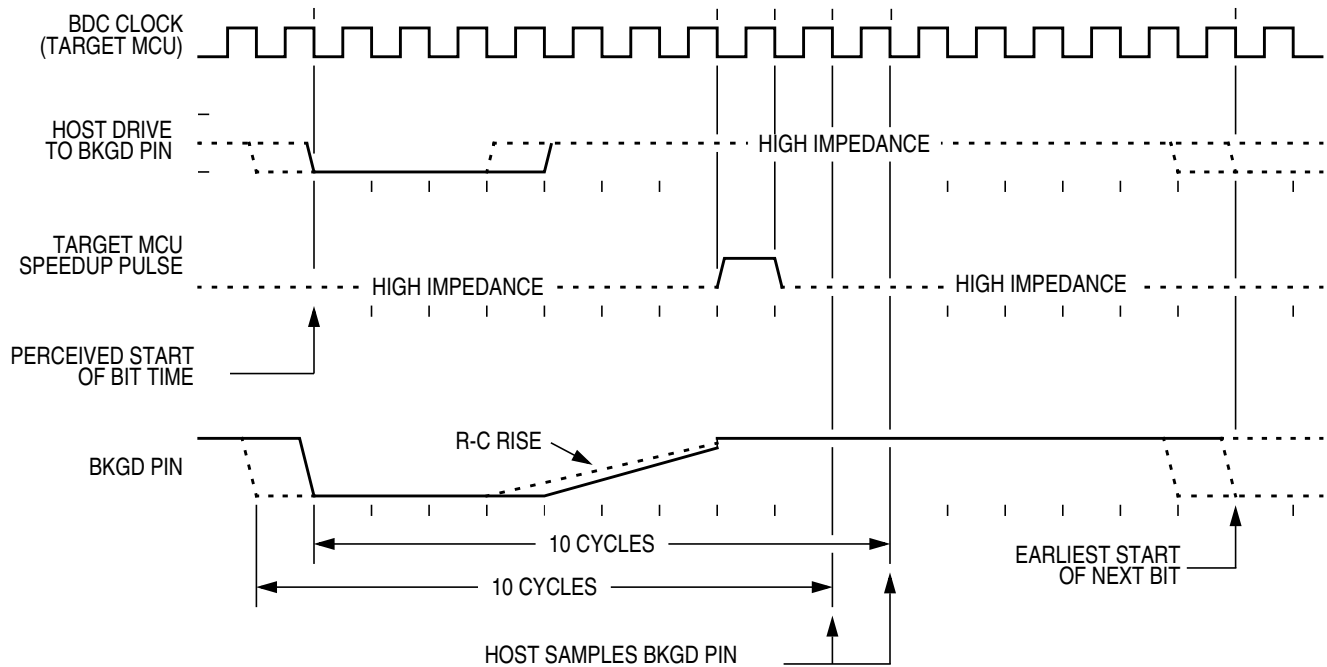 BDC CLOCK
(TARGET MCU)
HOST DRIVE
TO BKGD PIN
HIGH IMPEDANCE
TARGET MCU
SPEEDUP PULSE
HIGH IMPEDANCE
HIGH IMPEDANCE
PERCEIVED START
OF BIT TIME
R-C RISE
BKGD PIN
10 CYCLES
EARLIEST START
OF NEXT BIT
10 CYCLES
HOST SAMPLES BKGD PIN